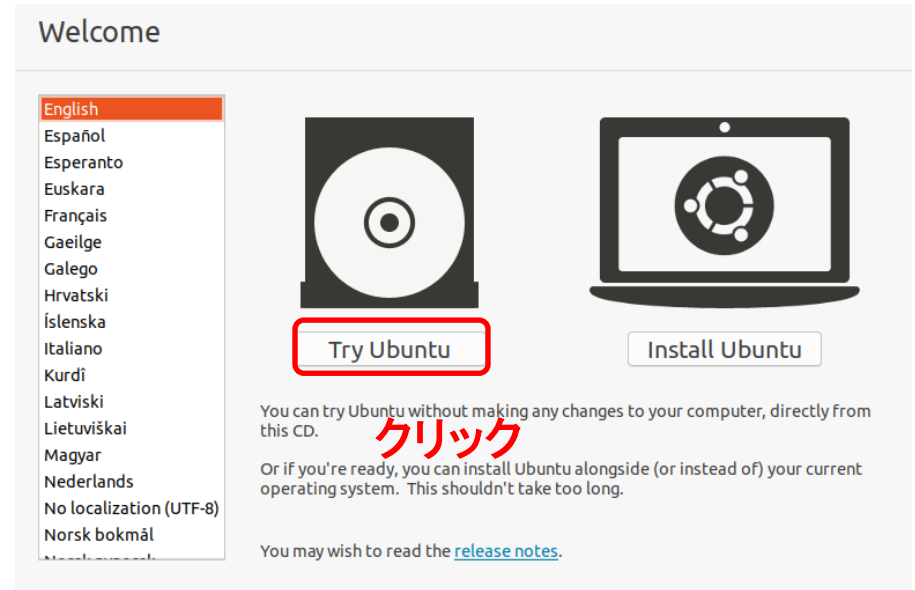 Welcome
English
Español
Esperanto
Euskara
Français
Gaeilge
Galego
Hrvatski
Íslenska
Italiano
Kurdî
Latviski
Lietuviškai
Magyar
Nederlands
No localization (UTF-8)
Norsk bokmål
Try Ubuntu
Install Ubuntu
You can try Ubuntu without making any changes to your computer, directly from
this CD.
クリック
Or if you're ready, you can install Ubuntu alongside (or instead of) your current
operating system. This shouldn't take too long.
You may wish to read the release notes.